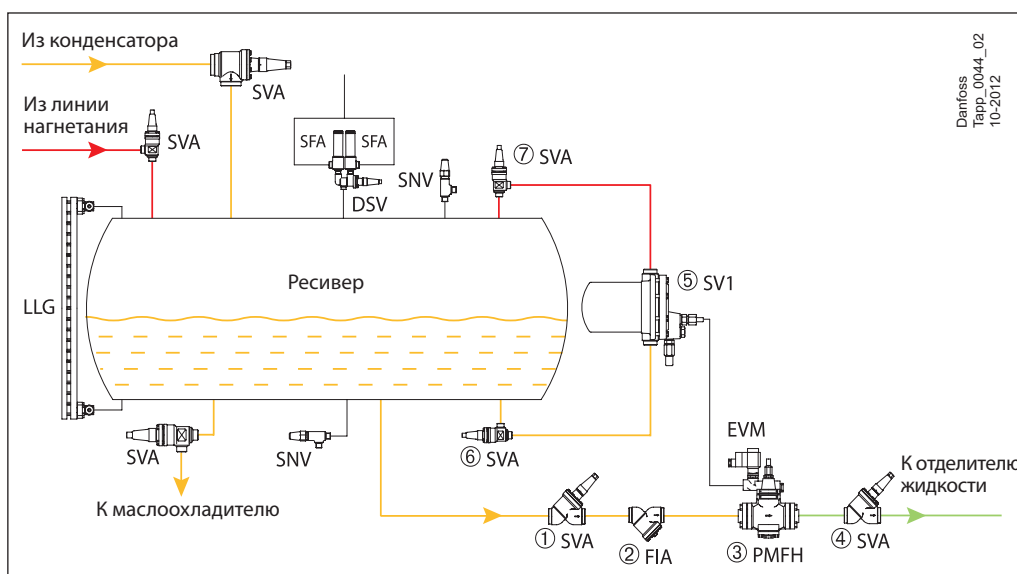 Из конденсатора
SVA
Danfoss
Tapp_0044_02
10-2012
Из линии
нагнетания
SVA
SFA
SFA
DSV
SNV
⑦ SVA
LLG
Ресивер
⑤ SV1
SVA
SNV
⑥ SVA
EVM
К маслоохладителю
К отделителю
жидкости
① SVA
② FIA
③ PMFH
④ SVA